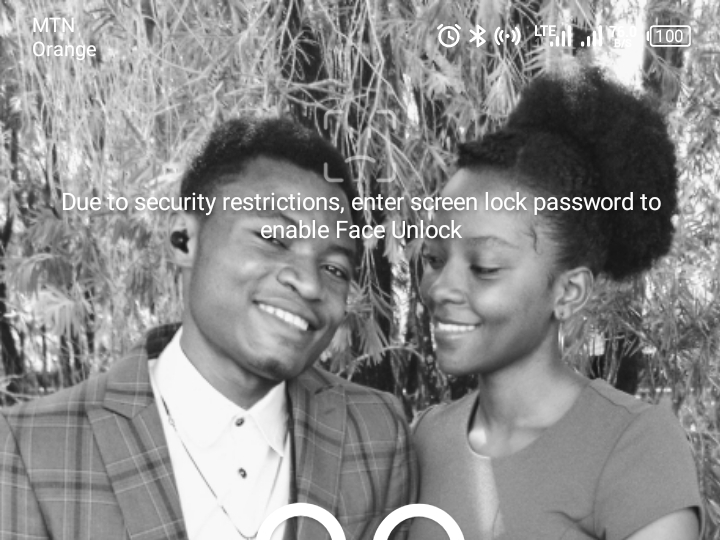 MTN
Orange
LTE
100
Due to security restrictions, enter screen lock password to
enable Face Unlock